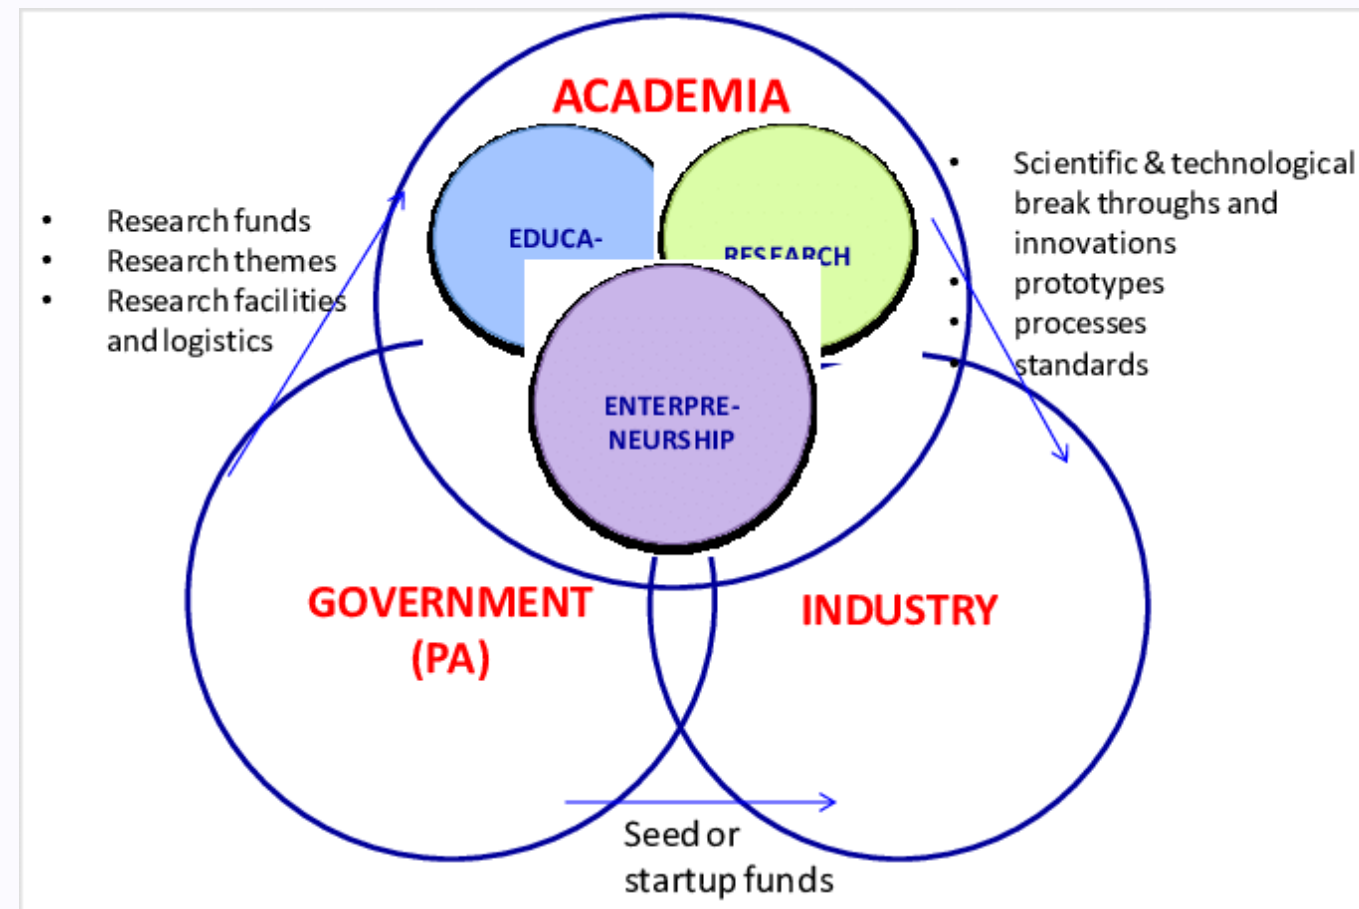 ACADEMIA
• Research funds
• Research themes
• Research facilities
and logistics
EDUCA-
RESEARCH
ENTERPRE-
NEURSHIP
• Scientific & technological
break throughs and
innovations
• prototypes
• processes
• standards
GOVERNMENT
(PA)
INDUSTRY
Seed or
startup funds